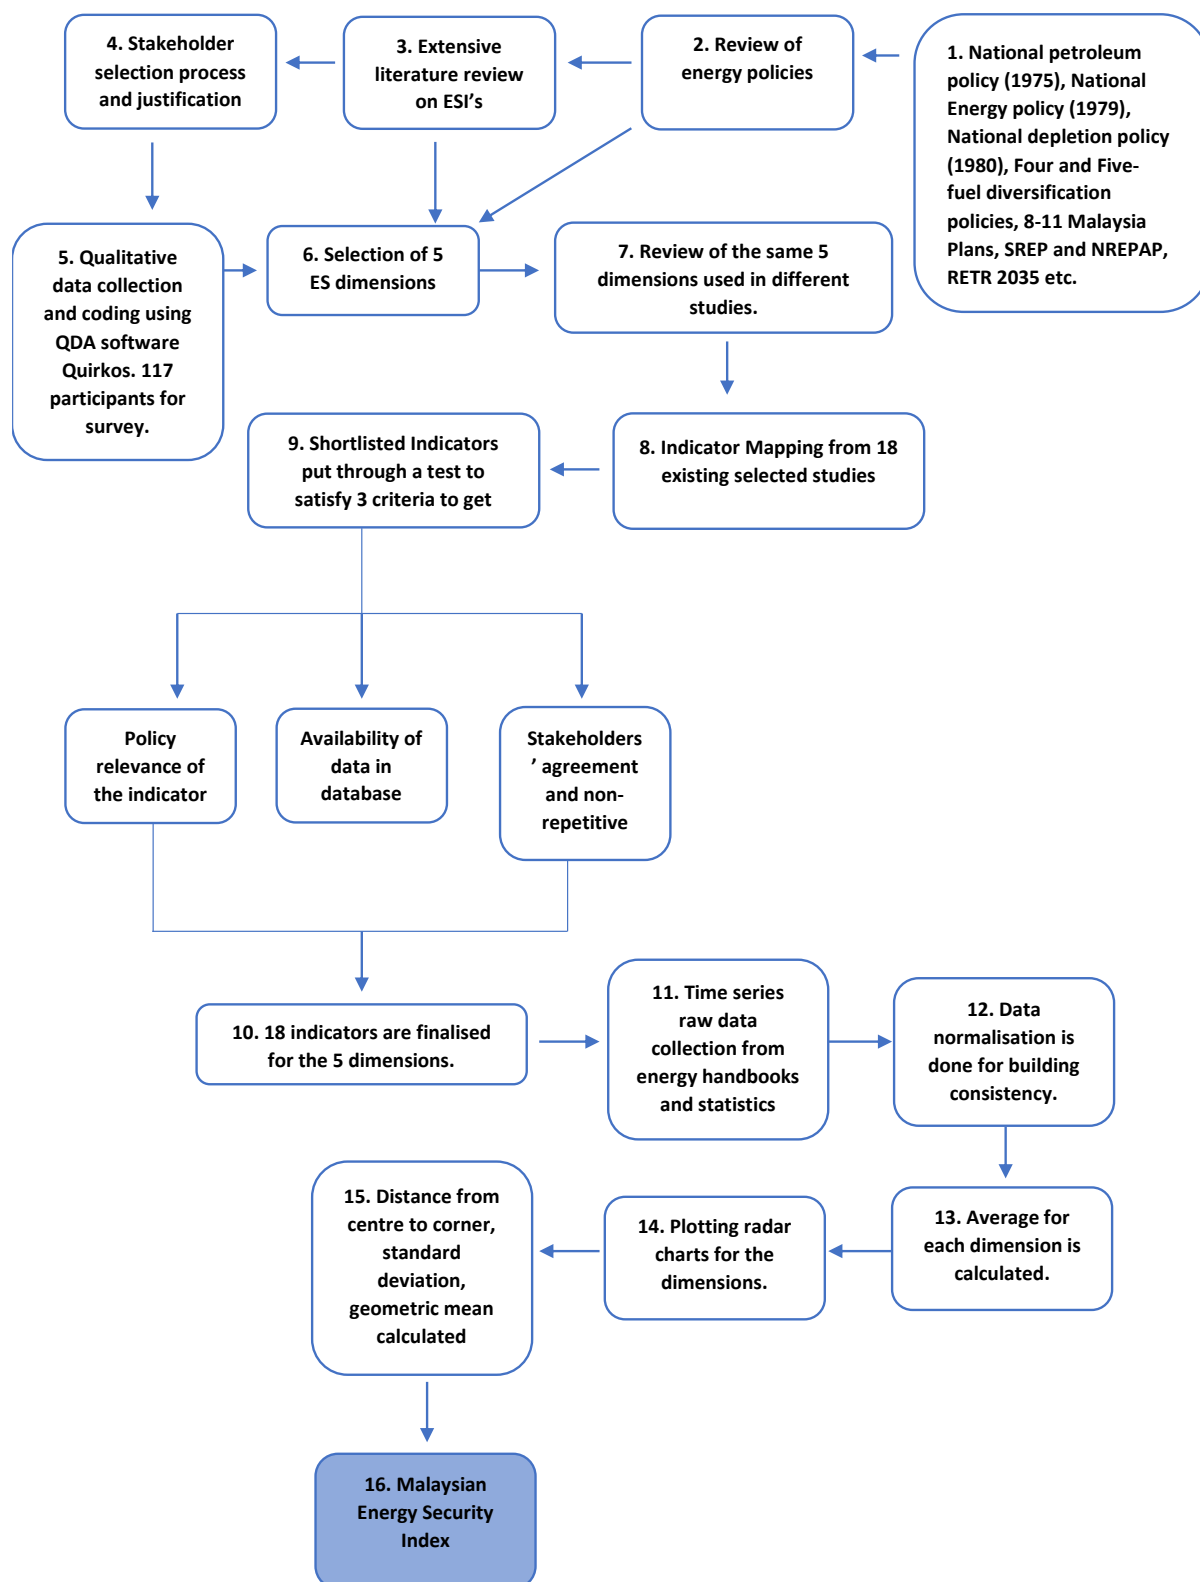 4. Stakeholder
selection process
and justification
3. Extensive
literature review
on ESI’s
2. Review of
energy policies
1. National petroleum
policy (1975), National
Energy policy (1979),
National depletion policy
(1980), Four and Five-
fuel diversification
policies, 8-11 Malaysia
Plans, SREP and NREPAP,
RETR 2035 etc.
5. Qualitative
data collection
and coding using
QDA software
Quirkos. 117
participants for
survey.
6. Selection of 5
ES dimensions
7. Review of the same 5
dimensions used in different
studies.
9. Shortlisted Indicators
put through a test to
satisfy 3 criteria to get
8. Indicator Mapping from 18
existing selected studies
Policy
relevance of
the indicator
Availability of
data in
database
Stakeholders
’ agreement
and non-
repetitive
10. 18 indicators are finalised
for the 5 dimensions.
11. Time series
raw data
collection from
energy handbooks
and statistics
12. Data
normalisation is
done for building
consistency.
15. Distance from
centre to corner,
standard
deviation,
geometric mean
calculated
14. Plotting radar
charts for the
dimensions.
13. Average for
each dimension is
calculated.
16. Malaysian
Energy Security
Index